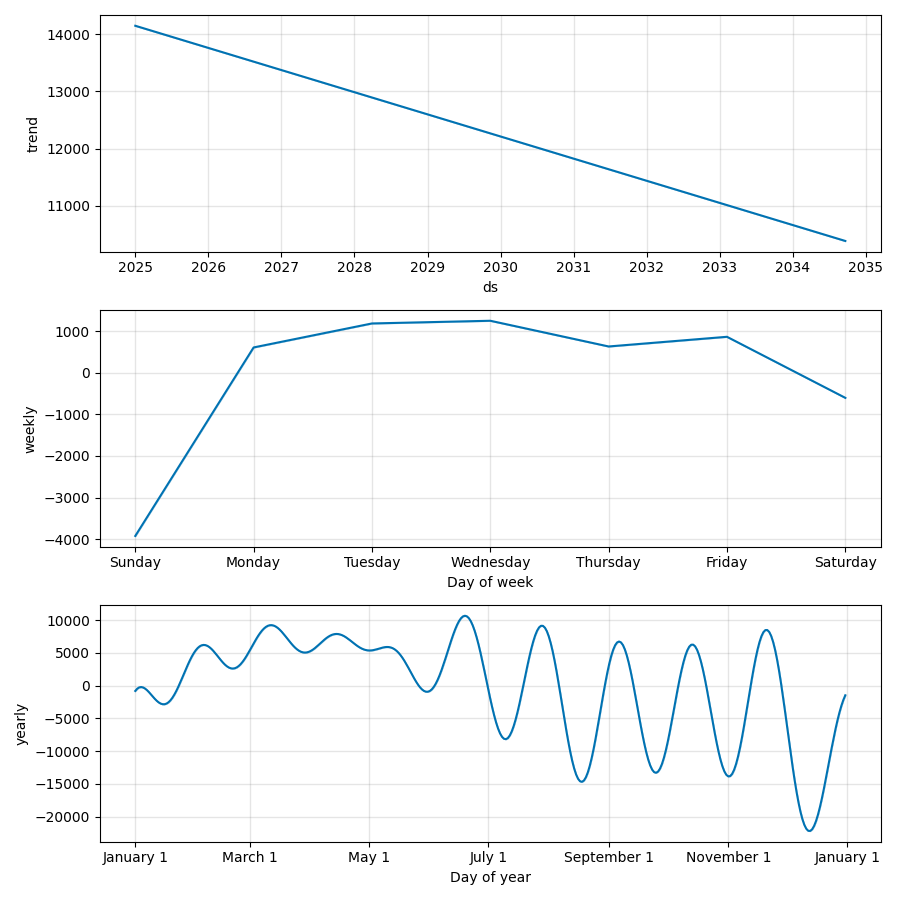 14000
13000
12000
11000
trend
2025 2026 2027 2028 2029 2030 2031 2032 2033 2034 2035
ds
1000
0
−1000
−2000
−3000
−4000
weekly
Sunday Monday Tuesday Wednesday Thursday Friday Saturday
Day of week
10000
5000
0
−5000
−10000
−15000
−20000
yearly
January 1 March 1 May 1 July 1 September 1 November 1 January 1
Day of year